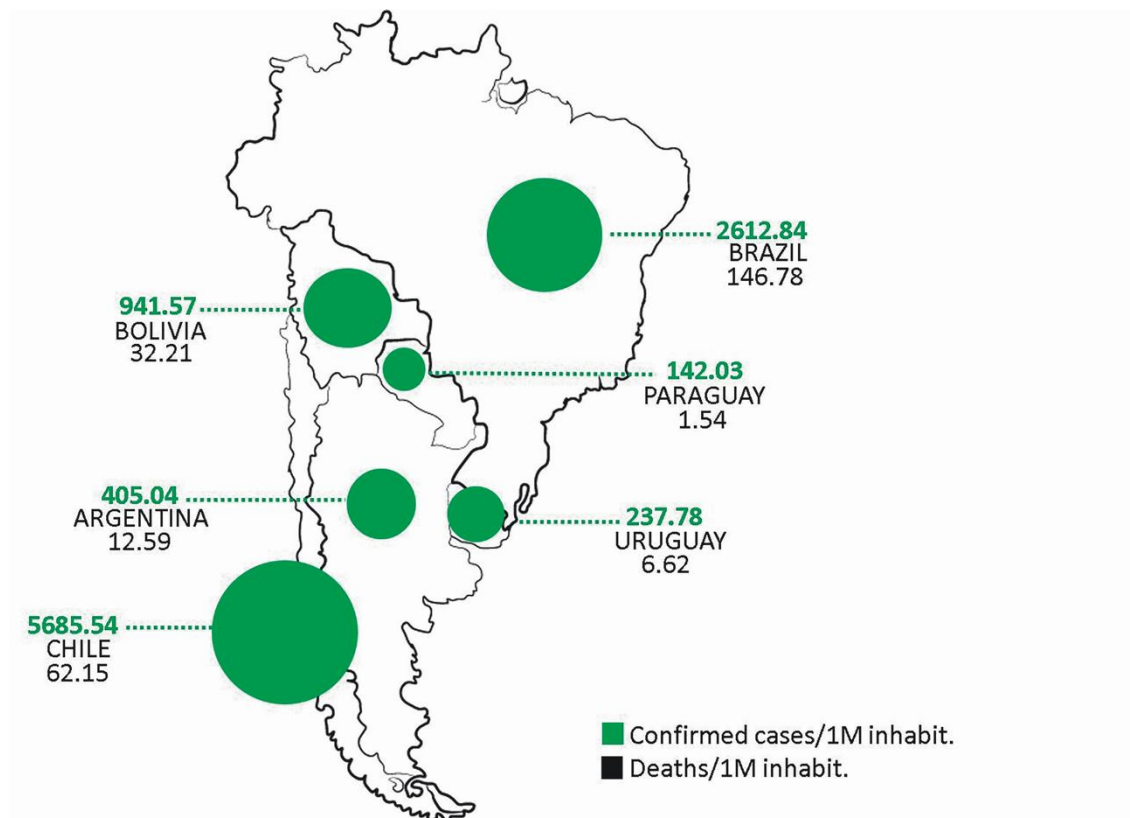 2612.84
BRAZIL
146.78
941.57
BOLIVIA
32.21
142.03
PARAGUAY
1.54
405.04
ARGENTINA
12.59
237.78
URUGUAY
6.62
5685.54
CHILE
62.15
Confirmed cases/1M inhabit.
Deaths/1M inhabit.